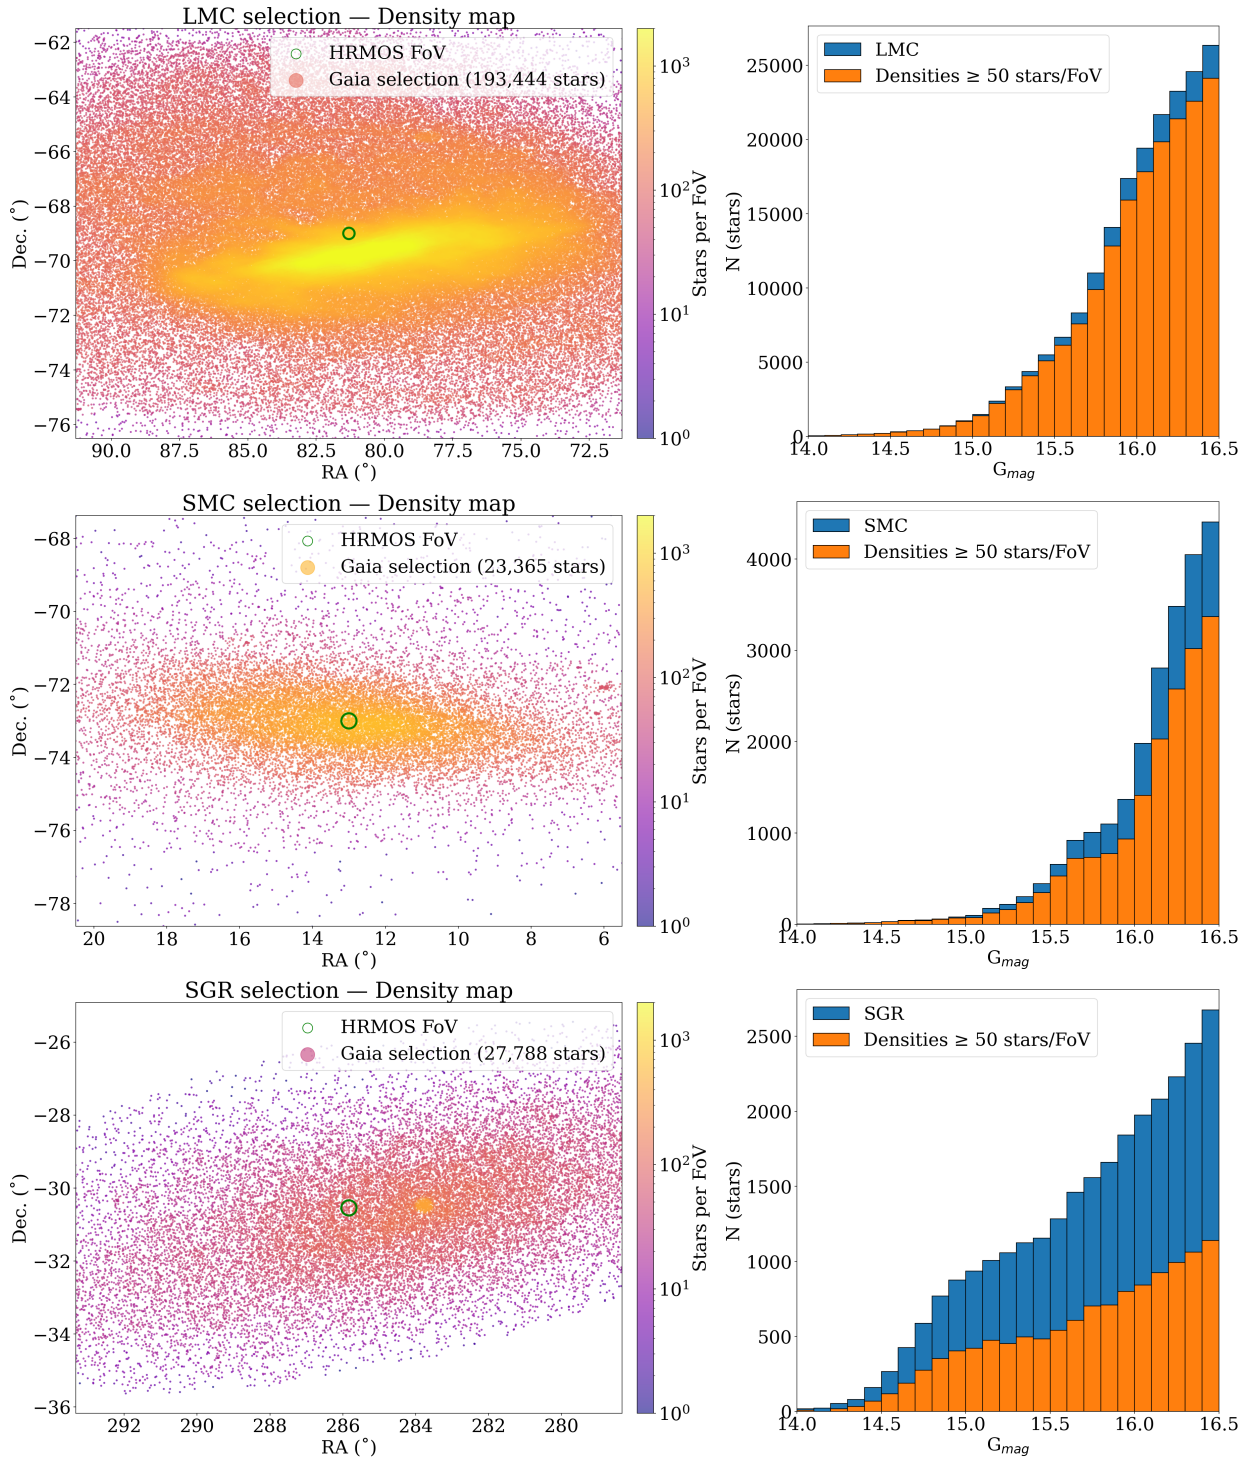 LMC selection — Density map
HRMOS FoV
Gaia selection (193,444 stars)
−62
−64
−66
−68
−70
−72
−74
−76
Dec. (˚)
90.0 87.5 85.0 82.5 80.0 77.5 75.0 72.5
RA (˚)
10³
10²
10¹
10⁰
Stars per FoV
LMC
Densities ≥ 50 stars/FoV
25000
20000
15000
10000
5000
0
N (stars)
14.0 14.5 15.0 15.5 16.0 16.5
G_mag
SMC selection — Density map
HRMOS FoV
Gaia selection (23,365 stars)
−68
−70
−72
−74
−76
−78
Dec. (˚)
20 18 16 14 12 10 8 6
RA (˚)
10³
10²
10¹
10⁰
Stars per FoV
SMC
Densities ≥ 50 stars/FoV
4000
3000
2000
1000
0
N (stars)
14.0 14.5 15.0 15.5 16.0 16.5
G_mag
SGR selection — Density map
HRMOS FoV
Gaia selection (27,788 stars)
−26
−28
−30
−32
−34
−36
Dec. (˚)
292 290 288 286 284 282 280
RA (˚)
10³
10²
10¹
10⁰
Stars per FoV
SGR
Densities ≥ 50 stars/FoV
2500
2000
1500
1000
500
0
N (stars)
14.0 14.5 15.0 15.5 16.0 16.5
G_mag